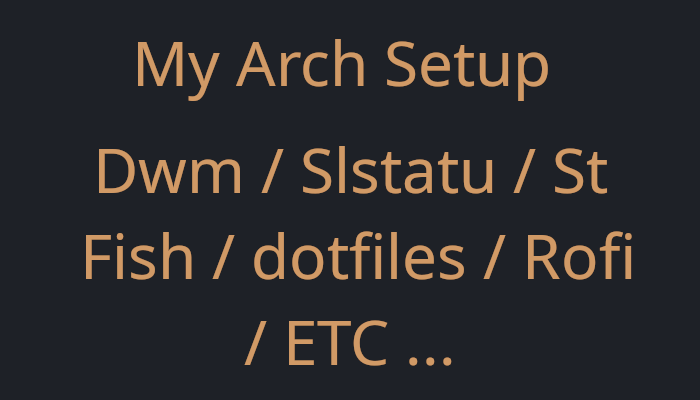 My Arch Setup
Dwm / Slstatu / St
Fish / dotfiles / Rofi
/ ETC ...